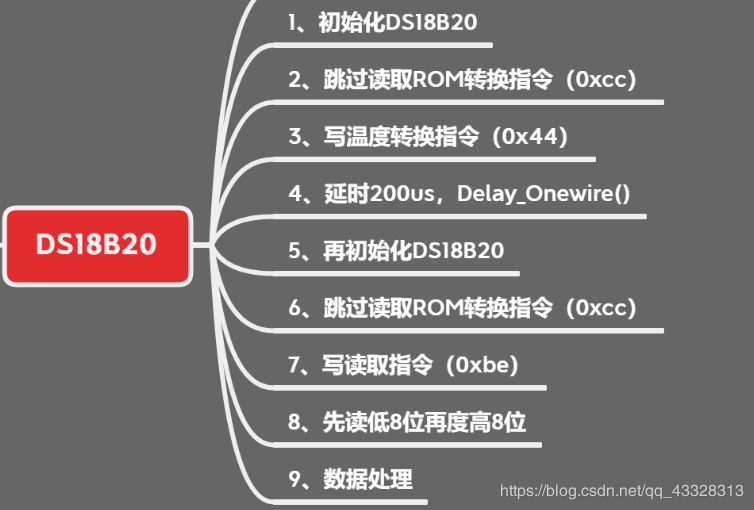 1、初始化DS18B20
2、跳过读取ROM转换指令（0xcc）
3、写温度转换指令（0x44）
4、延时200us，Delay_Onewire()
DS18B20
5、再初始化DS18B20
6、跳过读取ROM转换指令（0xcc）
7、写读取指令（0xbe）
8、先读低8位再度高8位
9、数据处理
https://blog.csdn.net/qq_43328313